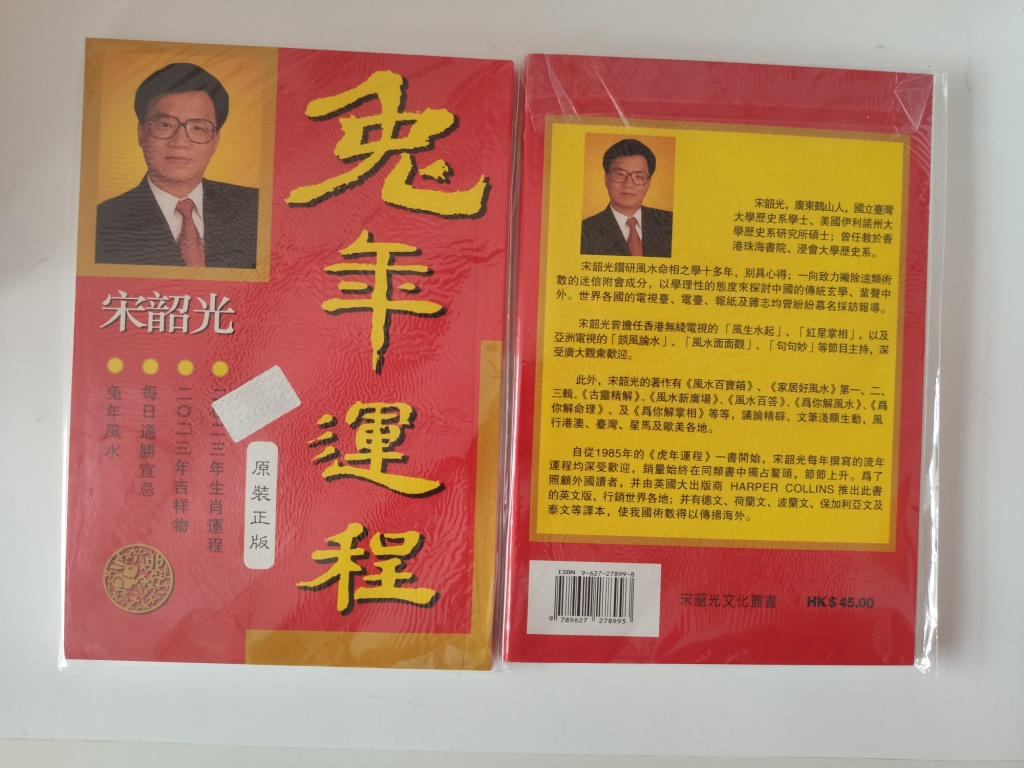 兔年運程
宋韶光
二三年生肖運程
二〇二三年吉祥物
每日通勝宜忌
兔年風水
原裝正版
宋韶光,廣東鶴山人,國立臺灣
大學歷史系學士、美國伊利諾州大
學歷史系研究所碩士;曾任教於香
港珠海書院、浸會大學歷史系。
宋韶光鑽研風水命相之學十多年,別具心得;一向致力撇除這類術
數的迷信附會成分,以學理性的態度來探討中國的傳統玄學、蜚聲中
外。世界各國的電視臺、電臺、報紙及雜志均曾紛紛慕名採訪報導。
宋韶光曾擔任香港無綫電視的「風生水起」、「紅星掌相」,以及
亞洲電視的「談風論水」、「風水面面觀」、「句句妙」等節目主持,深
受廣大觀衆歡迎。
此外,宋韶光的著作有《風水百寶箱》、《家居好風水》第一、二、
三輯、《古靈精解》、《風水新廣場》、《風水百答》、《爲你解風水》、《爲
你解命理》、及《爲你解掌相》等等,議論精辟、文筆淺顯生動,風
行港澳、臺灣、星馬及歐美各地。
自從1985年的《虎年運程》一書開始,宋韶光每年撰寫的流年
運程均深受歡迎,銷量始終在同類書中獨占鰲頭,節節上升。爲了
照顧外國讀者,并由英國大出版商 HARPER COLLINS 推出此書
的英文版,行銷世界各地;并有德文、荷蘭文、波蘭文、保加利亞文及
泰文等譯本,使我國術數得以傳揚海外。
ISBN 9-627-27899-8
9 789627 278993
宋韶光文化叢書
HK$ 45.00